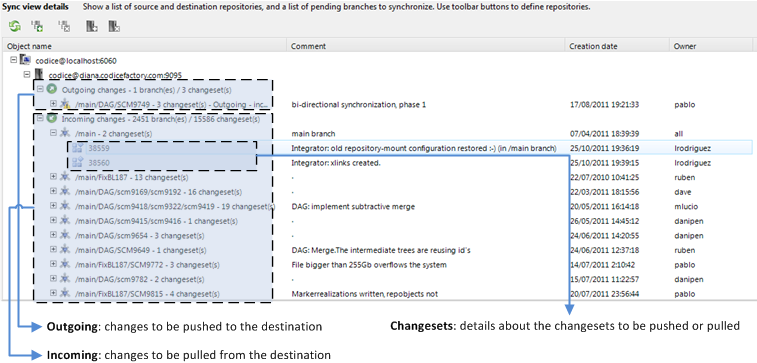 Sync view details Show a list of source and destination repositories, and a list of pending branches to synchronize. Use toolbar buttons to define repositories.
Object name Comment Creation date Owner
codice@localhost:6060
codice@diana.codicefactory.com:9095
Outgoing changes - 1 branch(es) / 3 changeset(s)
/main/DAG/SCM9749 - 3 changeset(s) - Outgoing - inc... bi-directional synchronization, phase 1 17/08/2011 19:21:33 pablo
Incoming changes - 2451 branch(es) / 15586 changeset(s)
/main - 2 changeset(s) main branch 07/04/2011 18:39:39 all
38559 Integrator: old repository-mount configuration restored :-) (in /main branch) 25/10/2011 19:36:19 lrodriguez
38560 Integrator: xlinks created. 25/10/2011 19:39:15 lrodriguez
/main/FixBL187 - 13 changeset(s) . 22/07/2010 10:41:25 ruben
/main/DAG/scm9169/scm9192 - 16 changeset(s) . 22/03/2011 18:15:56 dave
/main/DAG/scm9418/scm9322/scm9419 - 19 changeset(s) DAG: implement subtractive merge 20/05/2011 16:14:18 mlucio
/main/DAG/scm9415/scm9416 - 1 changeset(s) . 26/05/2011 14:45:12 danipen
/main/DAG/scm9654 - 3 changeset(s) . 24/06/2011 14:20:55 danipen
/main/DAG/SCM9649 - 1 changeset(s) DAG: Merge.The intermediate trees are reusing id´s 24/06/2011 12:37:18 ruben
/main/FixBL187/SCM9772 - 3 changeset(s) File bigger than 255Gb overflows the system 14/07/2011 2:10:42 pablo
/main/DAG/scm9782 - 2 changeset(s) . 15/07/2011 11:22:57 danipen
/main/FixBL187/SCM9815 - 4 changeset(s) Markerrealizations written, repobjects not 20/07/2011 23:56:44 pablo
Outgoing: changes to be pushed to the destination
Changesets: details about the changesets to be pushed or pulled
Incoming: changes to be pulled from the destination